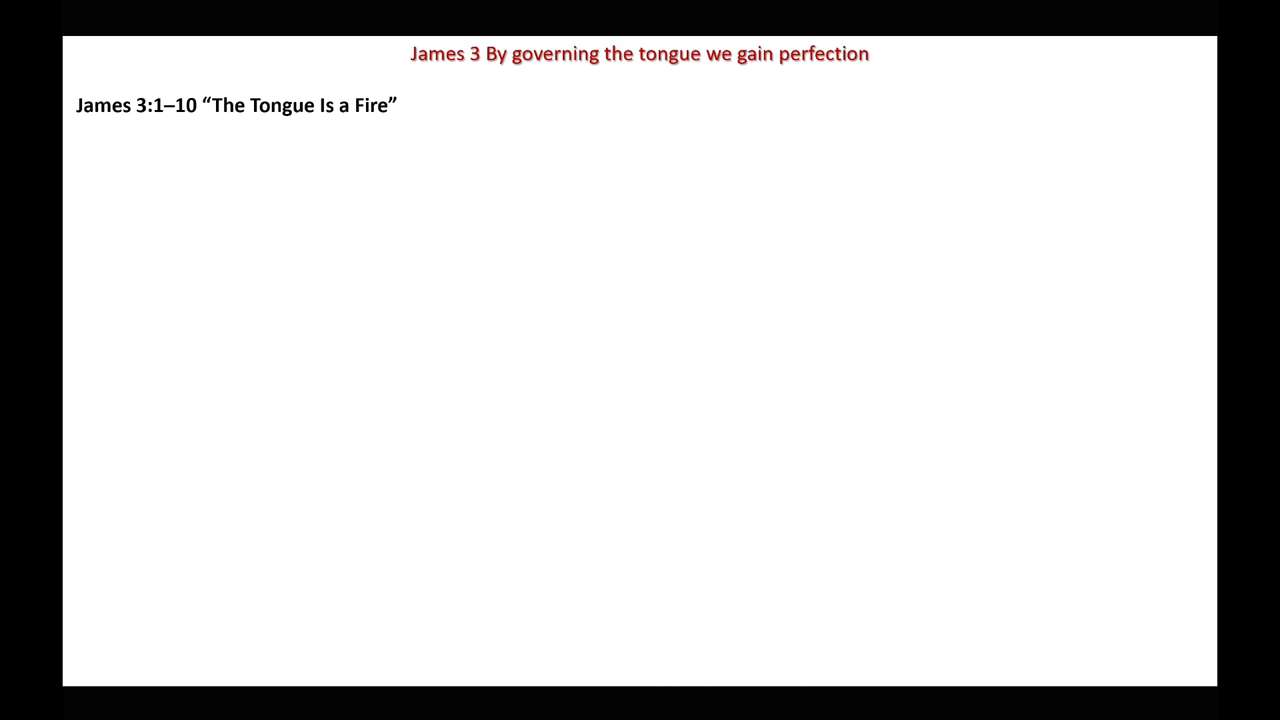 James 3 By governing the tongue we gain perfection
James 3:1–10 “The Tongue Is a Fire”